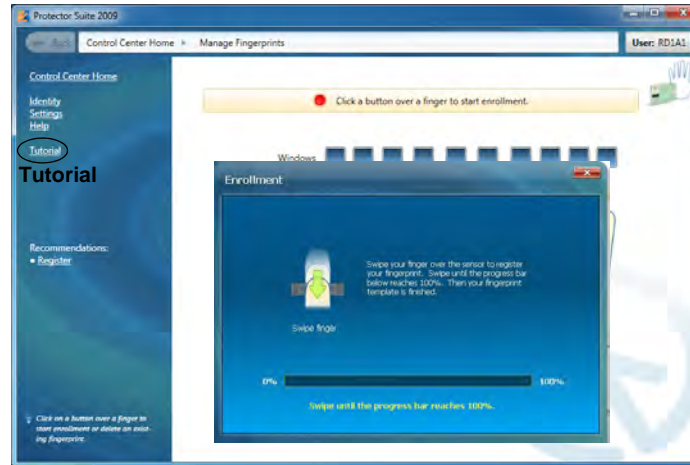 Protector Suite 2009
Back
Control Center Home ▸ Manage Fingerprints
User: RD1A1
Control Center Home
Identity
Settings
Help
Tutorial
Tutorial
Recommendations:
▪ Register
Click on a button over a finger to
start enrollment or delete an exist-
ing fingerprint.
Click a button over a finger to start enrollment.
Windows
Enrollment
Swipe your finger over the sensor to register
your fingerprint. Swipe until the progress bar
below reaches 100%. Then your fingerprint
template is finished.
Swipe finger
0%
100%
Swipe until the progress bar reaches 100%.